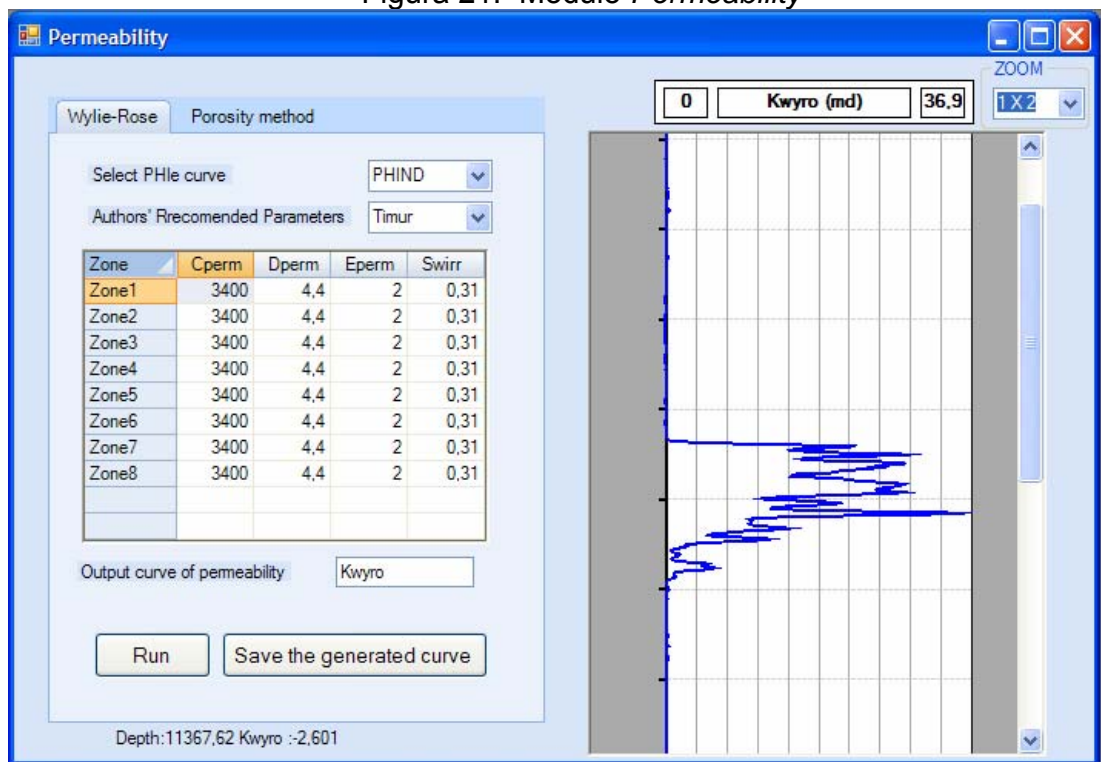 Figura 21. Módulo Permeability
Permeability
ZOOM
1 X 2
0 Kwyro (md) 36,9
Wylie-Rose Porosity method
Select PHIe curve PHIND
Authors' Rrecomended Parameters Timur
Zone Cperm Dperm Eperm Swirr
Zone1 3400 4,4 2 0,31
Zone2 3400 4,4 2 0,31
Zone3 3400 4,4 2 0,31
Zone4 3400 4,4 2 0,31
Zone5 3400 4,4 2 0,31
Zone6 3400 4,4 2 0,31
Zone7 3400 4,4 2 0,31
Zone8 3400 4,4 2 0,31
Output curve of permeability Kwyro
Run Save the generated curve
Depth:11367,62 Kwyro :-2,601